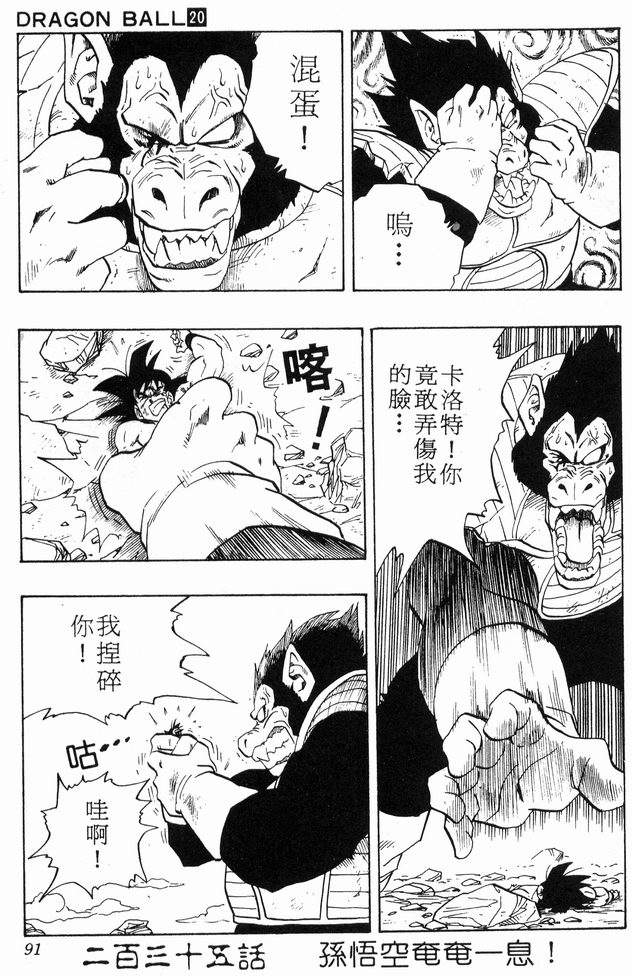 DRAGON BALL 20
嗚…
混蛋！
卡洛特！你
竟敢弄傷我
的臉…
喀！
我捏碎
你！
咕…
哇啊！
91
二百三十五話 孫悟空奄奄一息！